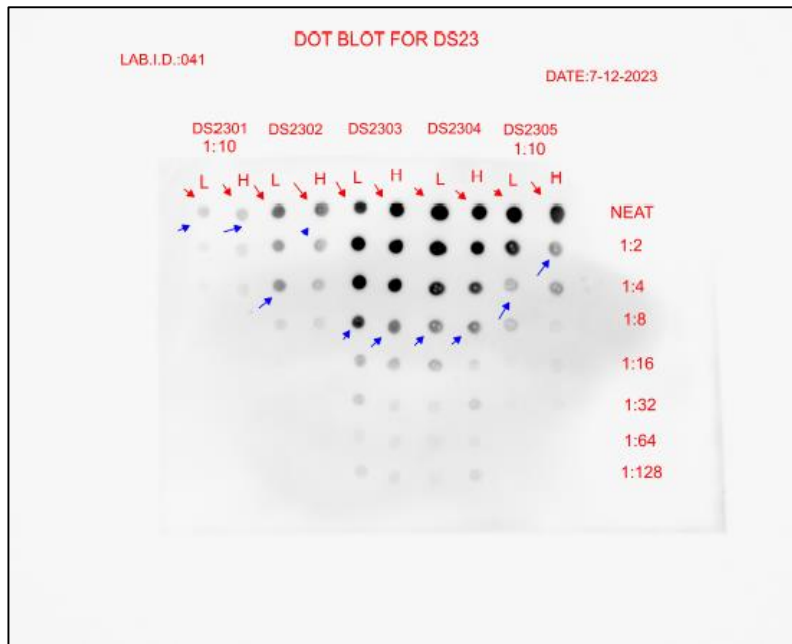 DOT BLOT FOR DS23
LAB.I.D.:041
DATE:7-12-2023
DS2301 DS2302 DS2303 DS2304 DS2305
1:10 1:10
L H L H L H L H L H
NEAT
1:2
1:4
1:8
1:16
1:32
1:64
1:128